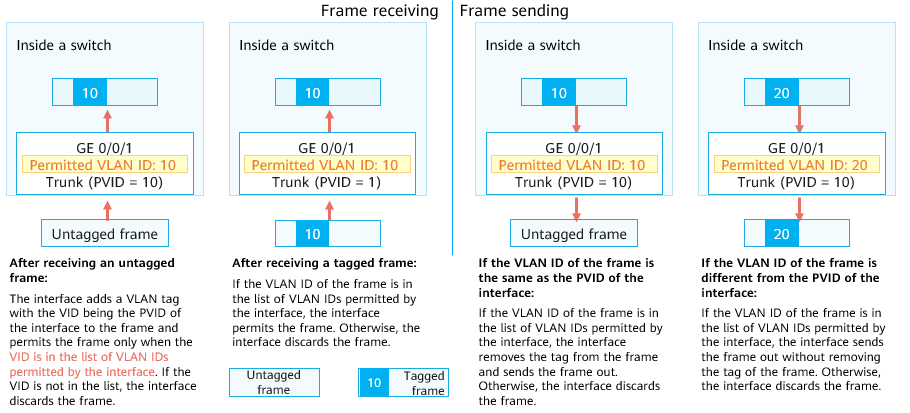 Frame receiving
Frame sending
Inside a switch
10
GE 0/0/1
Permitted VLAN ID: 10
Trunk (PVID = 10)
Untagged frame
After receiving an untagged
frame:
The interface adds a VLAN tag
with the VID being the PVID of
the interface to the frame and
permits the frame only when the
VID is in the list of VLAN IDs
permitted by the interface. If the
VID is not in the list, the interface
discards the frame.
Inside a switch
10
GE 0/0/1
Permitted VLAN ID: 10
Trunk (PVID = 1)
10
After receiving a tagged frame:
If the VLAN ID of the frame is in
the list of VLAN IDs permitted by
the interface, the interface
permits the frame. Otherwise, the
interface discards the frame.
Untagged
frame
10
Tagged
frame
Inside a switch
10
GE 0/0/1
Permitted VLAN ID: 10
Trunk (PVID = 10)
Untagged frame
If the VLAN ID of the frame is
the same as the PVID of the
interface:
If the VLAN ID of the frame is in
the list of VLAN IDs permitted by
the interface, the interface
removes the tag from the frame
and sends the frame out.
Otherwise, the interface discards
the frame.
Inside a switch
20
GE 0/0/1
Permitted VLAN ID: 20
Trunk (PVID = 10)
20
If the VLAN ID of the frame is
different from the PVID of the
interface:
If the VLAN ID of the frame is in
the list of VLAN IDs permitted by
the interface, the interface sends
the frame out without removing
the tag of the frame. Otherwise,
the interface discards the frame.